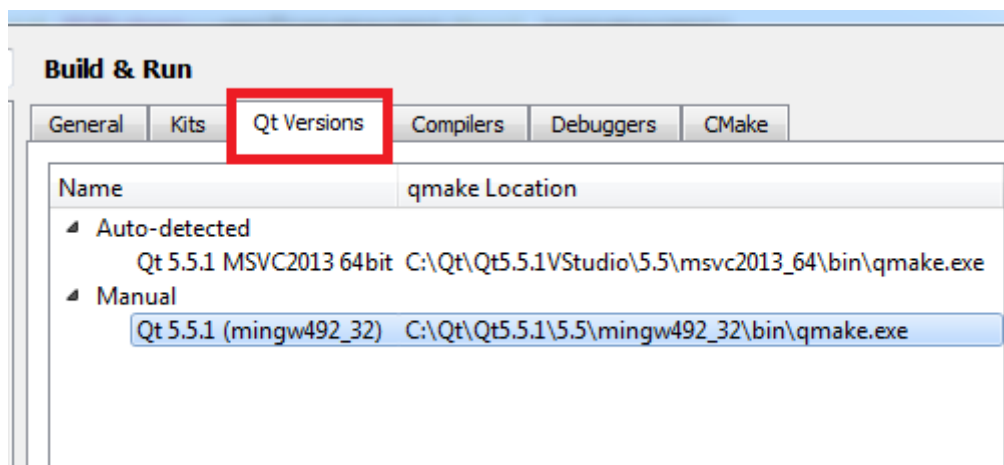 Build & Run
General Kits Qt Versions Compilers Debuggers CMake
Name qmake Location
Auto-detected
Qt 5.5.1 MSVC2013 64bit C:\Qt\Qt5.5.1VStudio\5.5\msvc2013_64\bin\qmake.exe
Manual
Qt 5.5.1 (mingw492_32) C:\Qt\Qt5.5.1\5.5\mingw492_32\bin\qmake.exe